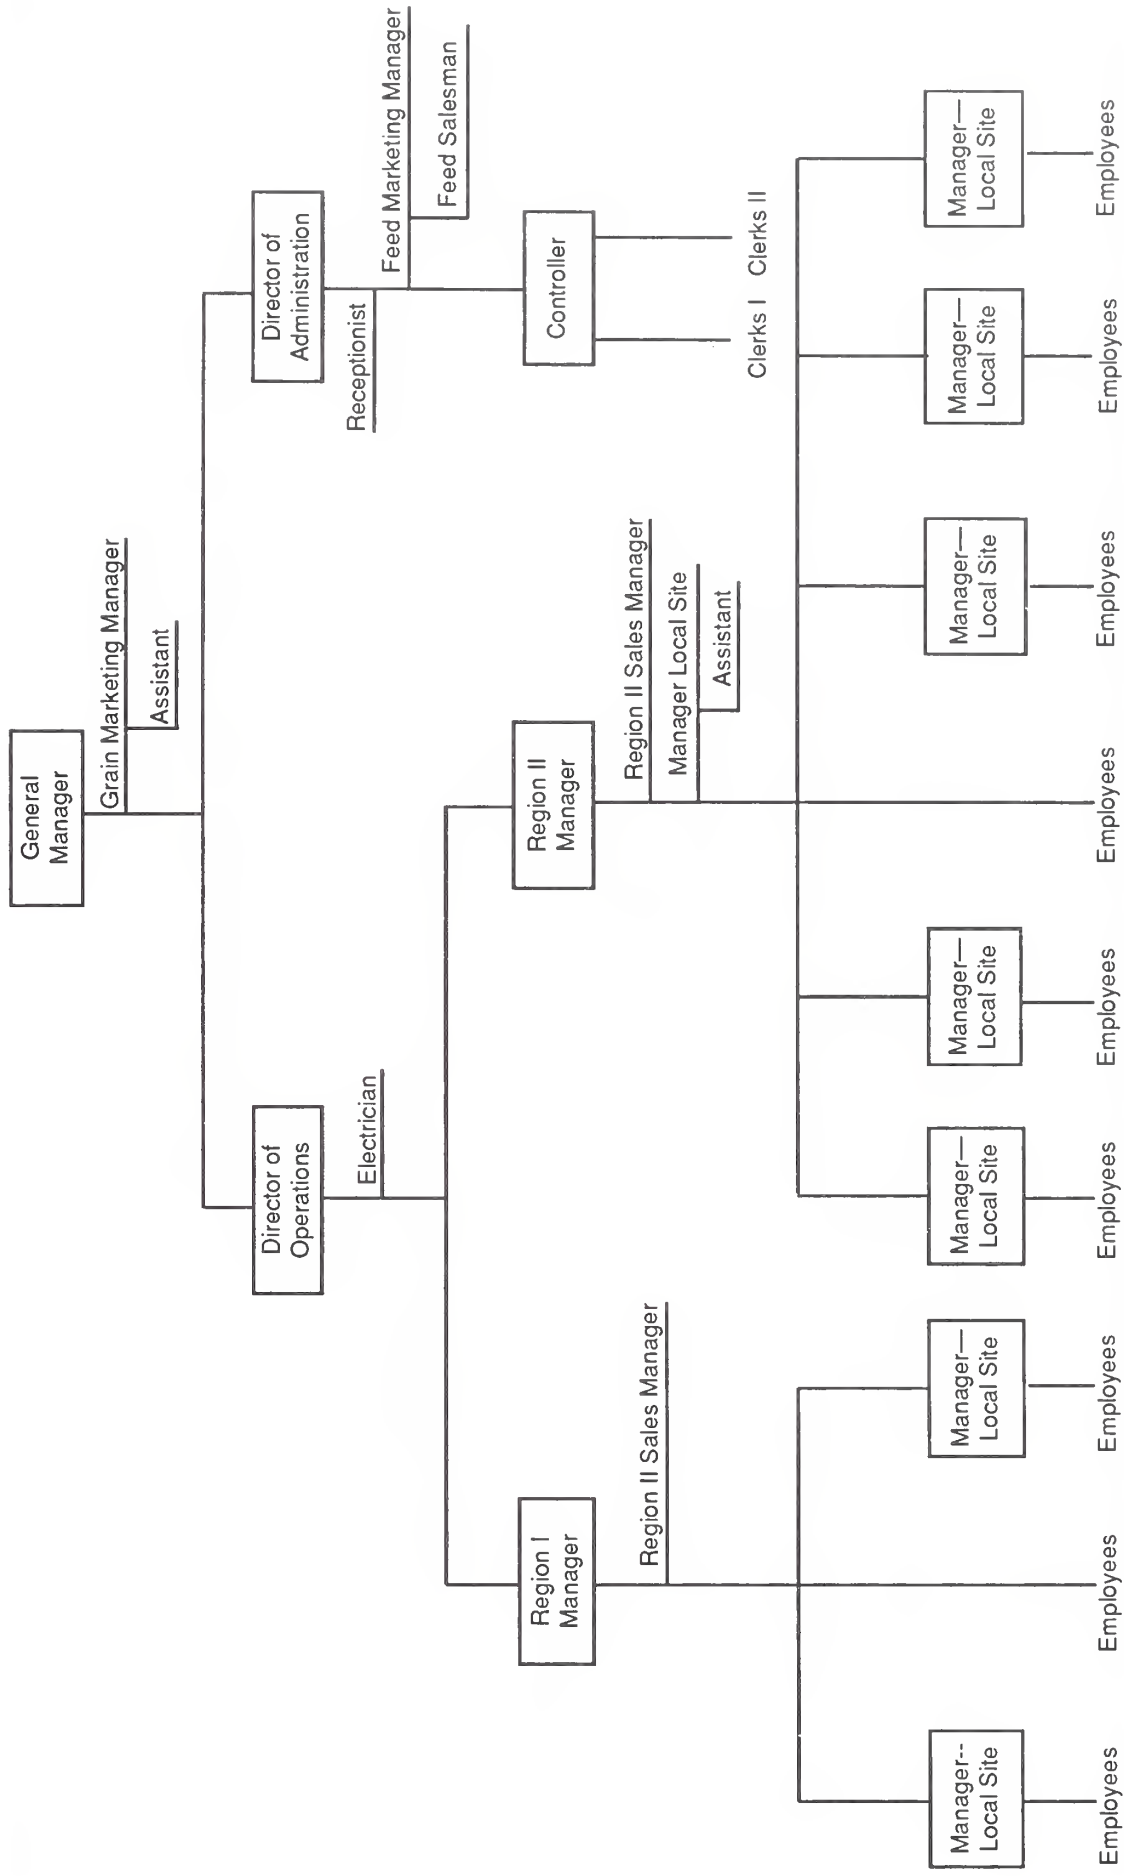 General
Manager
Grain Marketing Manager
Assistant
Director of
Operations
Director of
Administration
Electrician
Receptionist
Feed Marketing Manager
Feed Salesman
Region I
Manager
Region II
Manager
Controller
Region II Sales Manager
Region II Sales Manager
Manager Local Site
Assistant
Clerks I
Clerks II
Manager--
Local Site
Manager—
Local Site
Manager—
Local Site
Manager—
Local Site
Manager—
Local Site
Manager—
Local Site
Manager—
Local Site
Employees
Employees
Employees
Employees
Employees
Employees
Employees
Employees
Employees